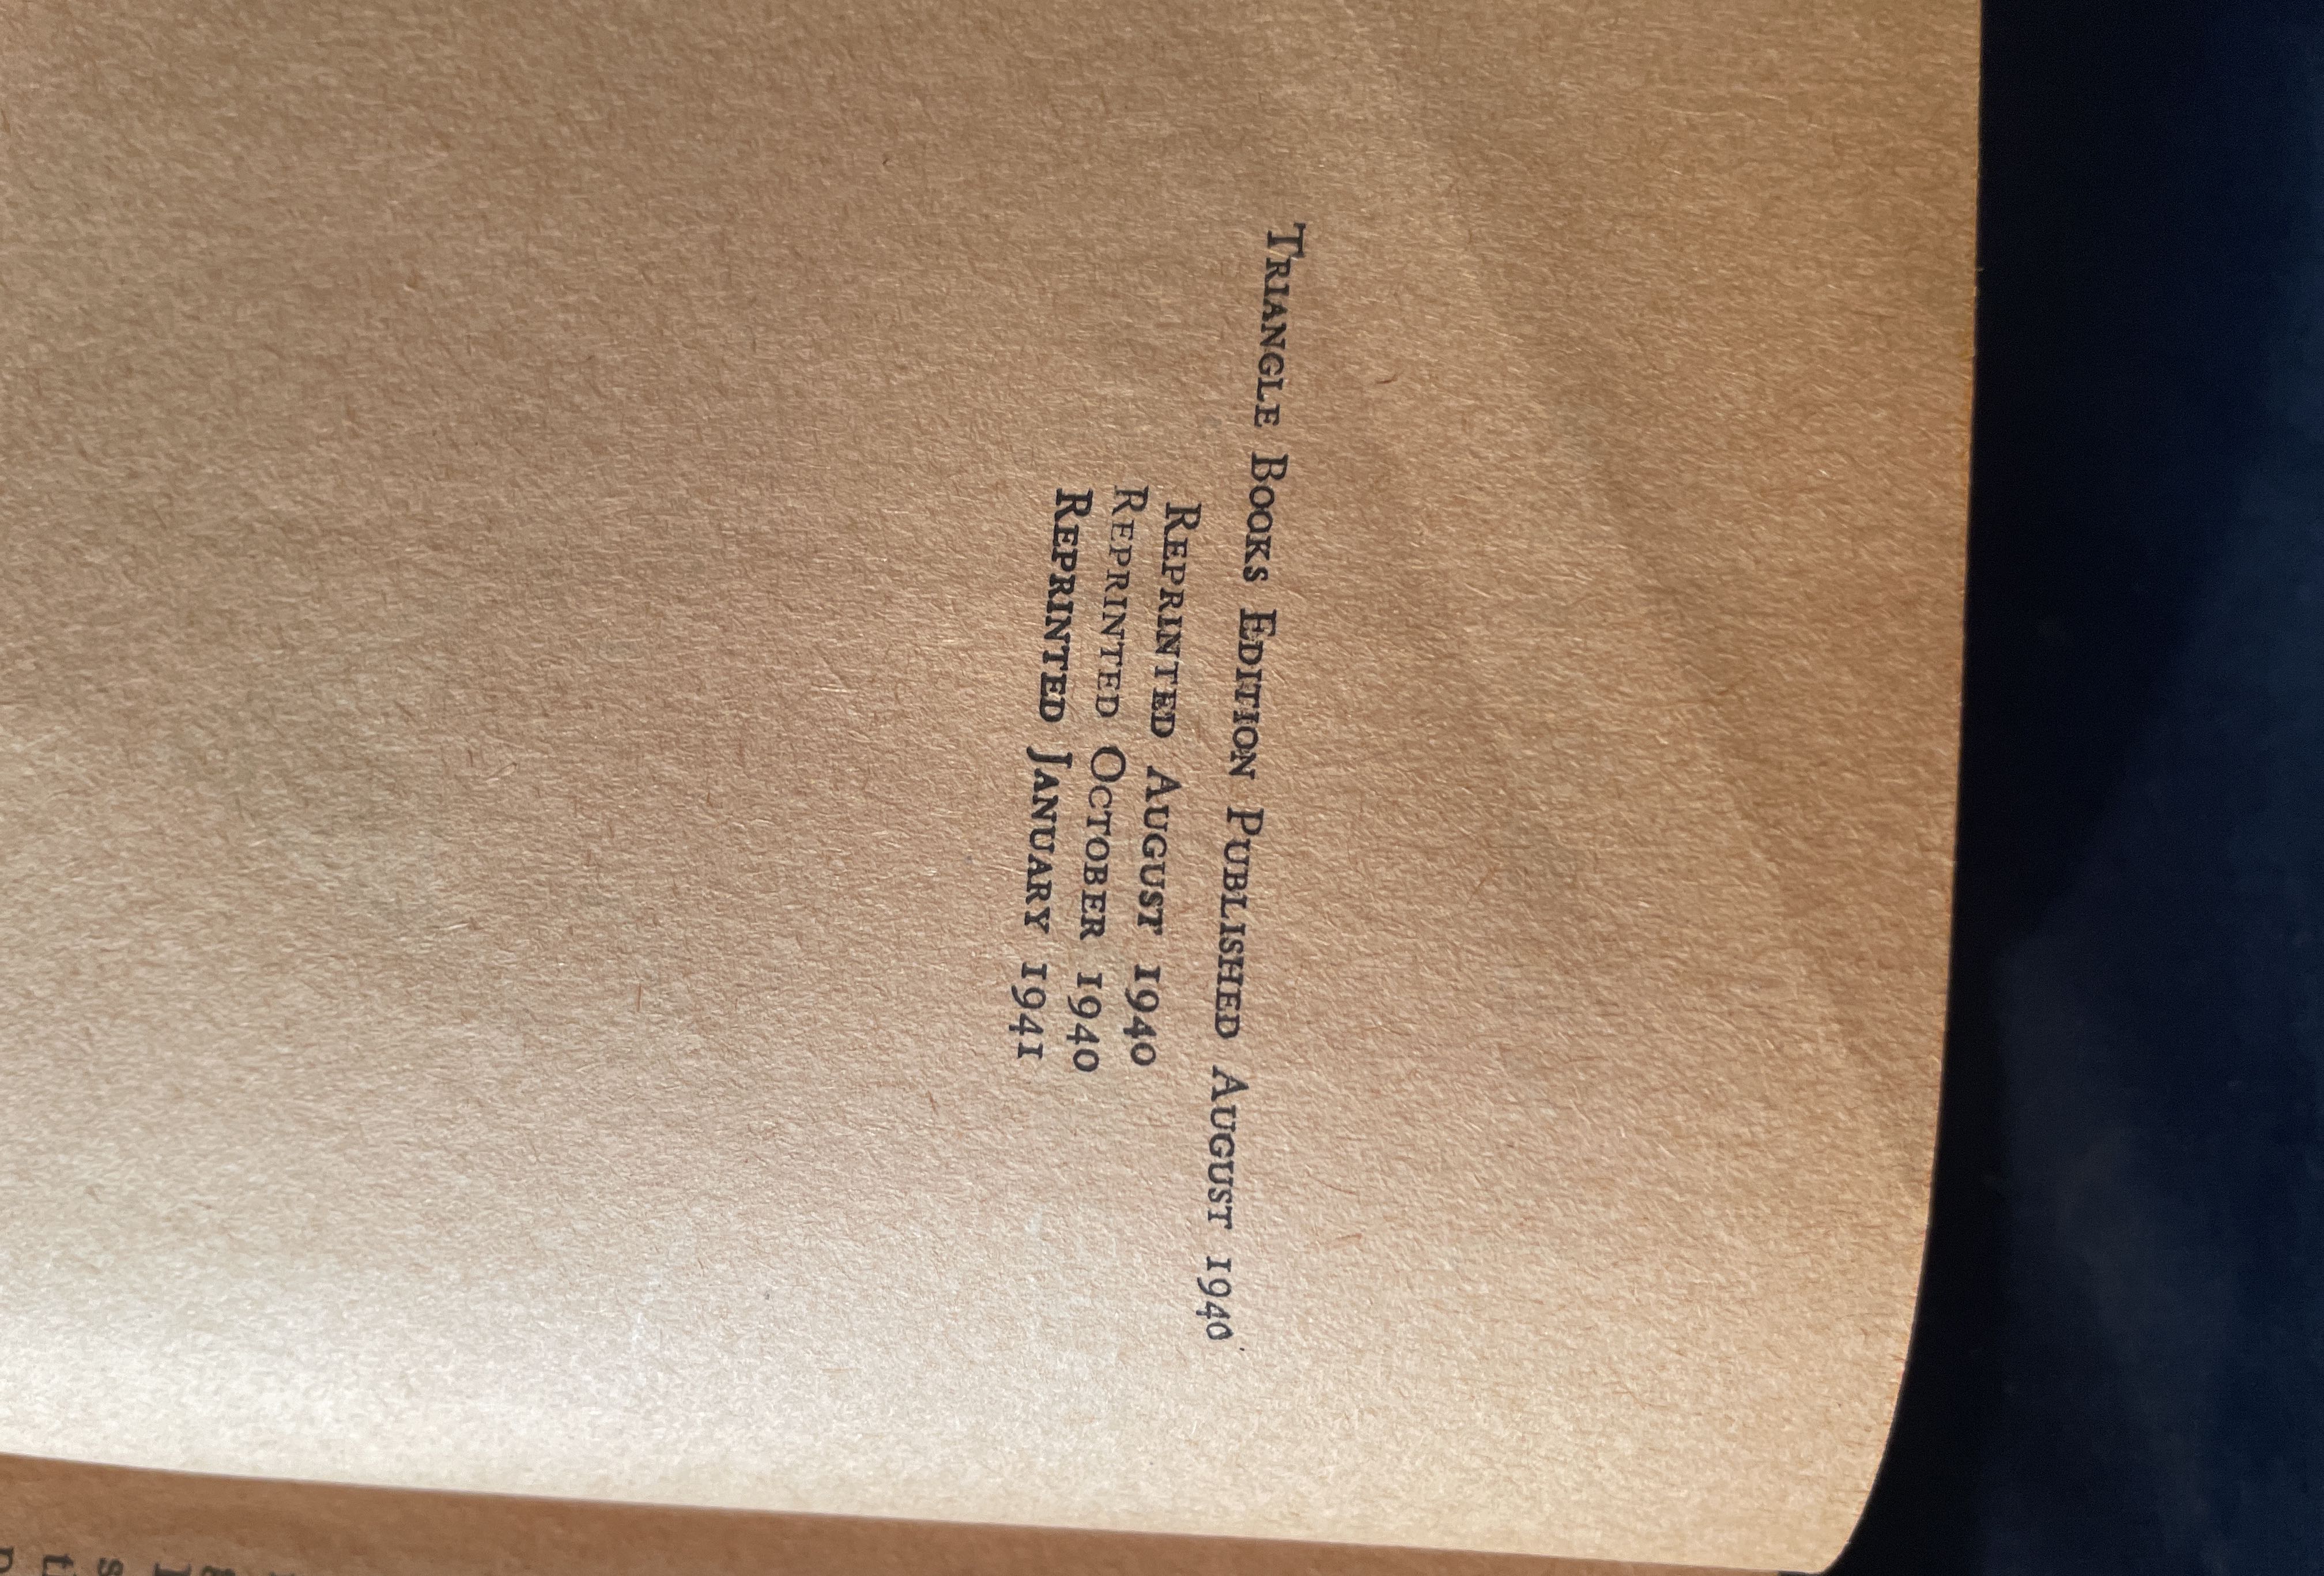 Triangle Books Edition Published August 1940
Reprinted August 1940
Reprinted October 1940
Reprinted January 1941